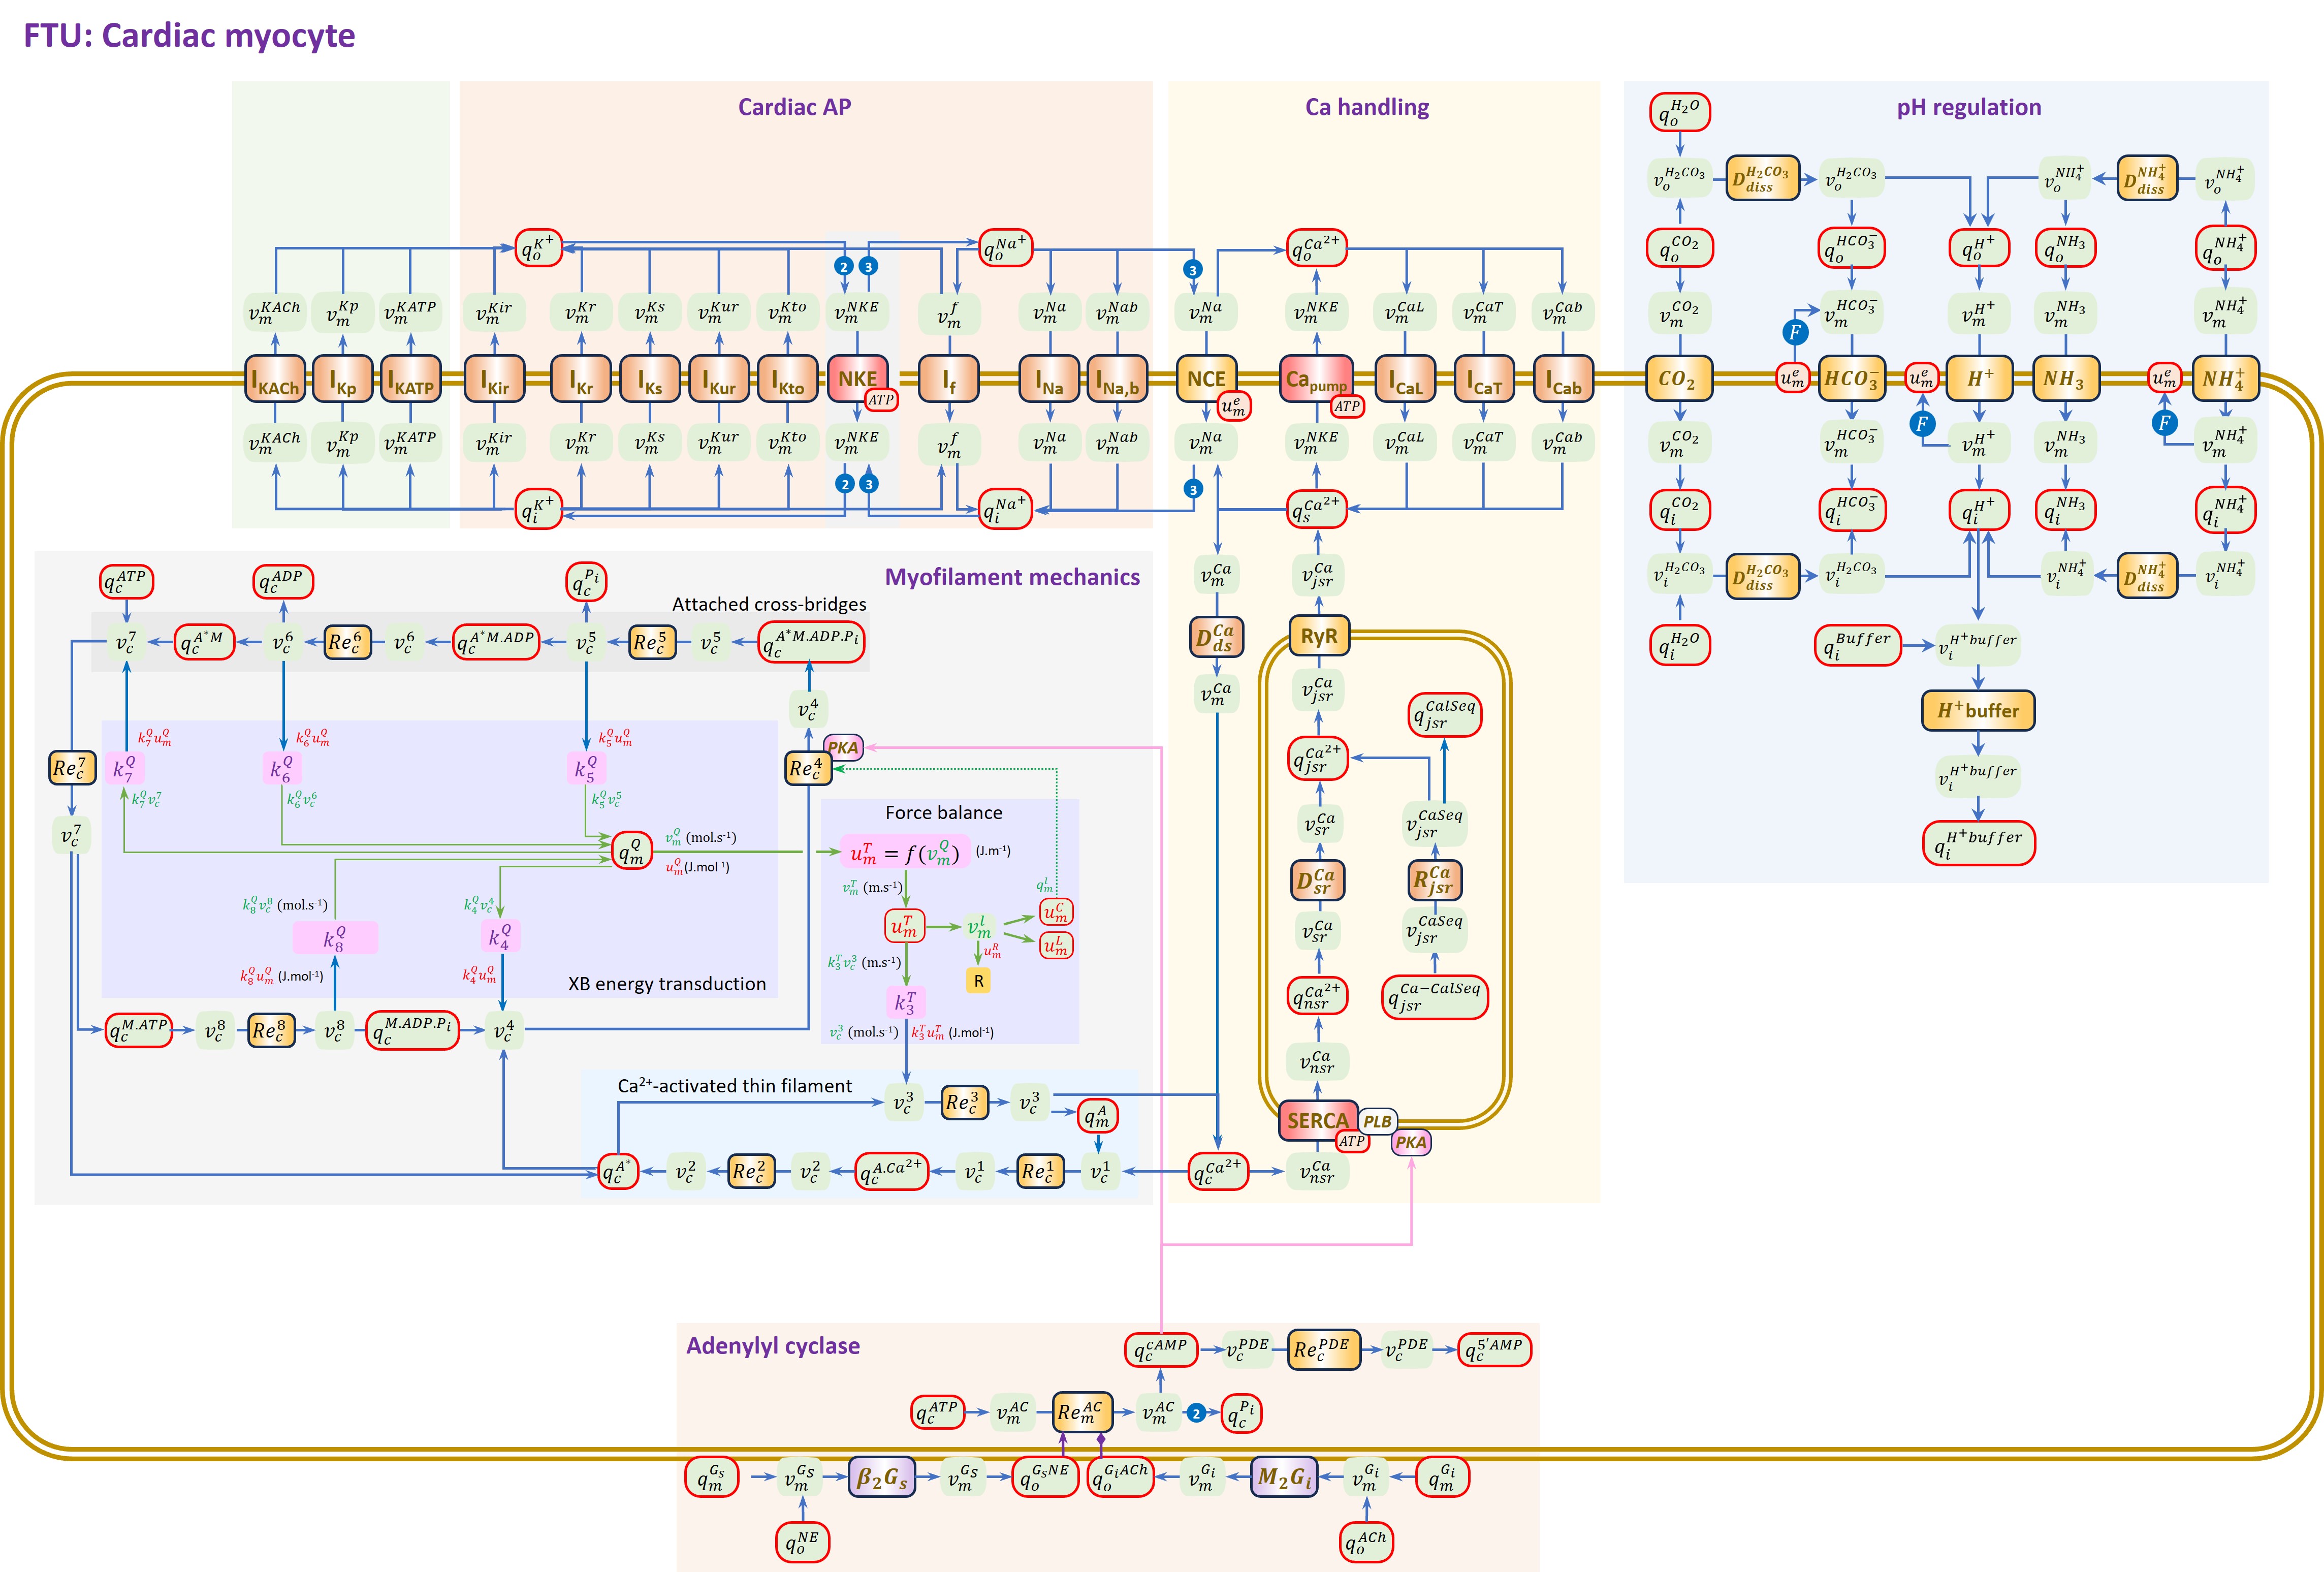 FTU: Cardiac myocyte
Cardiac AP
Ca handling
pH regulation
q_o^{H_2O}
v_o^{H_2CO_3} D_{diss}^{H_2CO_3} v_o^{H_2CO_3} v_o^{NH_4^+} D_{diss}^{NH_4^+} v_o^{NH_4^+}
q_o^{K^+} q_o^{Na^+} q_o^{Ca^{2+}} q_o^{CO_2} q_o^{HCO_3^-} q_o^{H^+} q_o^{NH_3} q_o^{NH_4^+}
2 3 3
v_m^{KACh} v_m^{Kp} v_m^{KATP} v_m^{Kir} v_m^{Kr} v_m^{Ks} v_m^{Kur} v_m^{Kto} v_m^{NKE} v_m^f v_m^{Na} v_m^{Nab} v_m^{Na} v_m^{NKE} v_m^{CaL} v_m^{CaT} v_m^{Cab} v_m^{CO_2} v_m^{HCO_3^-} v_m^{H^+} v_m^{NH_3} v_m^{NH_4^+}
F
I_{KACh} I_{Kp} I_{KATP} I_{Kir} I_{Kr} I_{Ks} I_{Kur} I_{Kto} NKE I_f I_{Na} I_{Na,b} NCE Ca_{pump} I_{CaL} I_{CaT} I_{Cab} CO_2 u_m^e HCO_3^- u_m^e H^+ NH_3 u_m^e NH_4^+
ATP u_m^e ATP
F F
v_m^{KACh} v_m^{Kp} v_m^{KATP} v_m^{Kir} v_m^{Kr} v_m^{Ks} v_m^{Kur} v_m^{Kto} v_m^{NKE} v_m^f v_m^{Na} v_m^{Nab} v_m^{Na} v_m^{NKE} v_m^{CaL} v_m^{CaT} v_m^{Cab} v_m^{CO_2} v_m^{HCO_3^-} v_m^{H^+} v_m^{NH_3} v_m^{NH_4^+}
2 3 3
q_i^{K^+} q_i^{Na^+} q_s^{Ca^{2+}} q_i^{CO_2} q_i^{HCO_3^-} q_i^{H^+} q_i^{NH_3} q_i^{NH_4^+}
v_i^{H_2CO_3} D_{diss}^{H_2CO_3} v_i^{H_2CO_3} v_i^{NH_4^+} D_{diss}^{NH_4^+} v_i^{NH_4^+}
q_i^{H_2O} q_i^{Buffer} v_i^{H^+buffer}
H^+buffer
v_i^{H^+buffer}
q_i^{H^+buffer}
Myofilament mechanics
q_c^{ATP} q_c^{ADP} q_c^{P_i}
Attached cross-bridges
v_c^7 q_c^{A^*M} v_c^6 Re_c^6 v_c^6 q_c^{A^*M.ADP} v_c^5 Re_c^5 v_c^5 q_c^{A^*M.ADP.P_i}
v_c^4
k_7^Q u_m^Q k_6^Q u_m^Q k_5^Q u_m^Q
PKA
Re_c^7 k_7^Q k_6^Q k_5^Q Re_c^4
k_7^Q v_c^7 k_6^Q v_c^6 k_5^Q v_c^5
v_c^7
q_m^Q v_m^Q (mol.s⁻¹)
u_m^Q (J.mol⁻¹)
Force balance
u_m^T = f(v_m^Q) (J.m⁻¹)
v_m^T (m.s⁻¹) q_m^l
u_m^T v_m^l u_m^C
u_m^L
u_m^R
k_3^T v_c^3 (m.s⁻¹) R
k_3^T
v_c^3 (mol.s⁻¹) k_3^T u_m^T (J.mol⁻¹)
k_8^Q v_c^8 (mol.s⁻¹) k_4^Q v_c^4
k_8^Q k_4^Q
k_8^Q u_m^Q (J.mol⁻¹) k_4^Q u_m^Q
XB energy transduction
q_c^{M.ATP} v_c^8 Re_c^8 v_c^8 q_c^{M.ADP.P_i} v_c^4
Ca²⁺-activated thin filament
v_c^3 Re_c^3 v_c^3 q_m^A
q_c^{A^*} v_c^2 Re_c^2 v_c^2 q_c^{A.Ca^{2+}} v_c^1 Re_c^1 v_c^1 q_c^{Ca^{2+}} v_{nsr}^{Ca}
v_m^{Ca} v_{jsr}^{Ca}
D_{ds}^{Ca} RyR
v_m^{Ca} v_{jsr}^{Ca}
q_{jsr}^{CalSeq}
q_{jsr}^{Ca^{2+}}
v_{sr}^{Ca} v_{jsr}^{CaSeq}
D_{sr}^{Ca} R_{jsr}^{Ca}
v_{sr}^{Ca} v_{jsr}^{CaSeq}
q_{nsr}^{Ca^{2+}} q_{jsr}^{Ca-CalSeq}
v_{nsr}^{Ca}
SERCA PLB
ATP PKA
Adenylyl cyclase
q_c^{cAMP} v_c^{PDE} Re_c^{PDE} v_c^{PDE} q_c^{5'AMP}
q_c^{ATP} v_m^{AC} Re_m^{AC} v_m^{AC} 2 q_c^{P_i}
q_m^{G_s} v_m^{G_s} β_2G_s v_m^{G_s} q_o^{G_sNE} q_o^{G_iACh} v_m^{G_i} M_2G_i v_m^{G_i} q_m^{G_i}
q_o^{NE} q_o^{ACh}